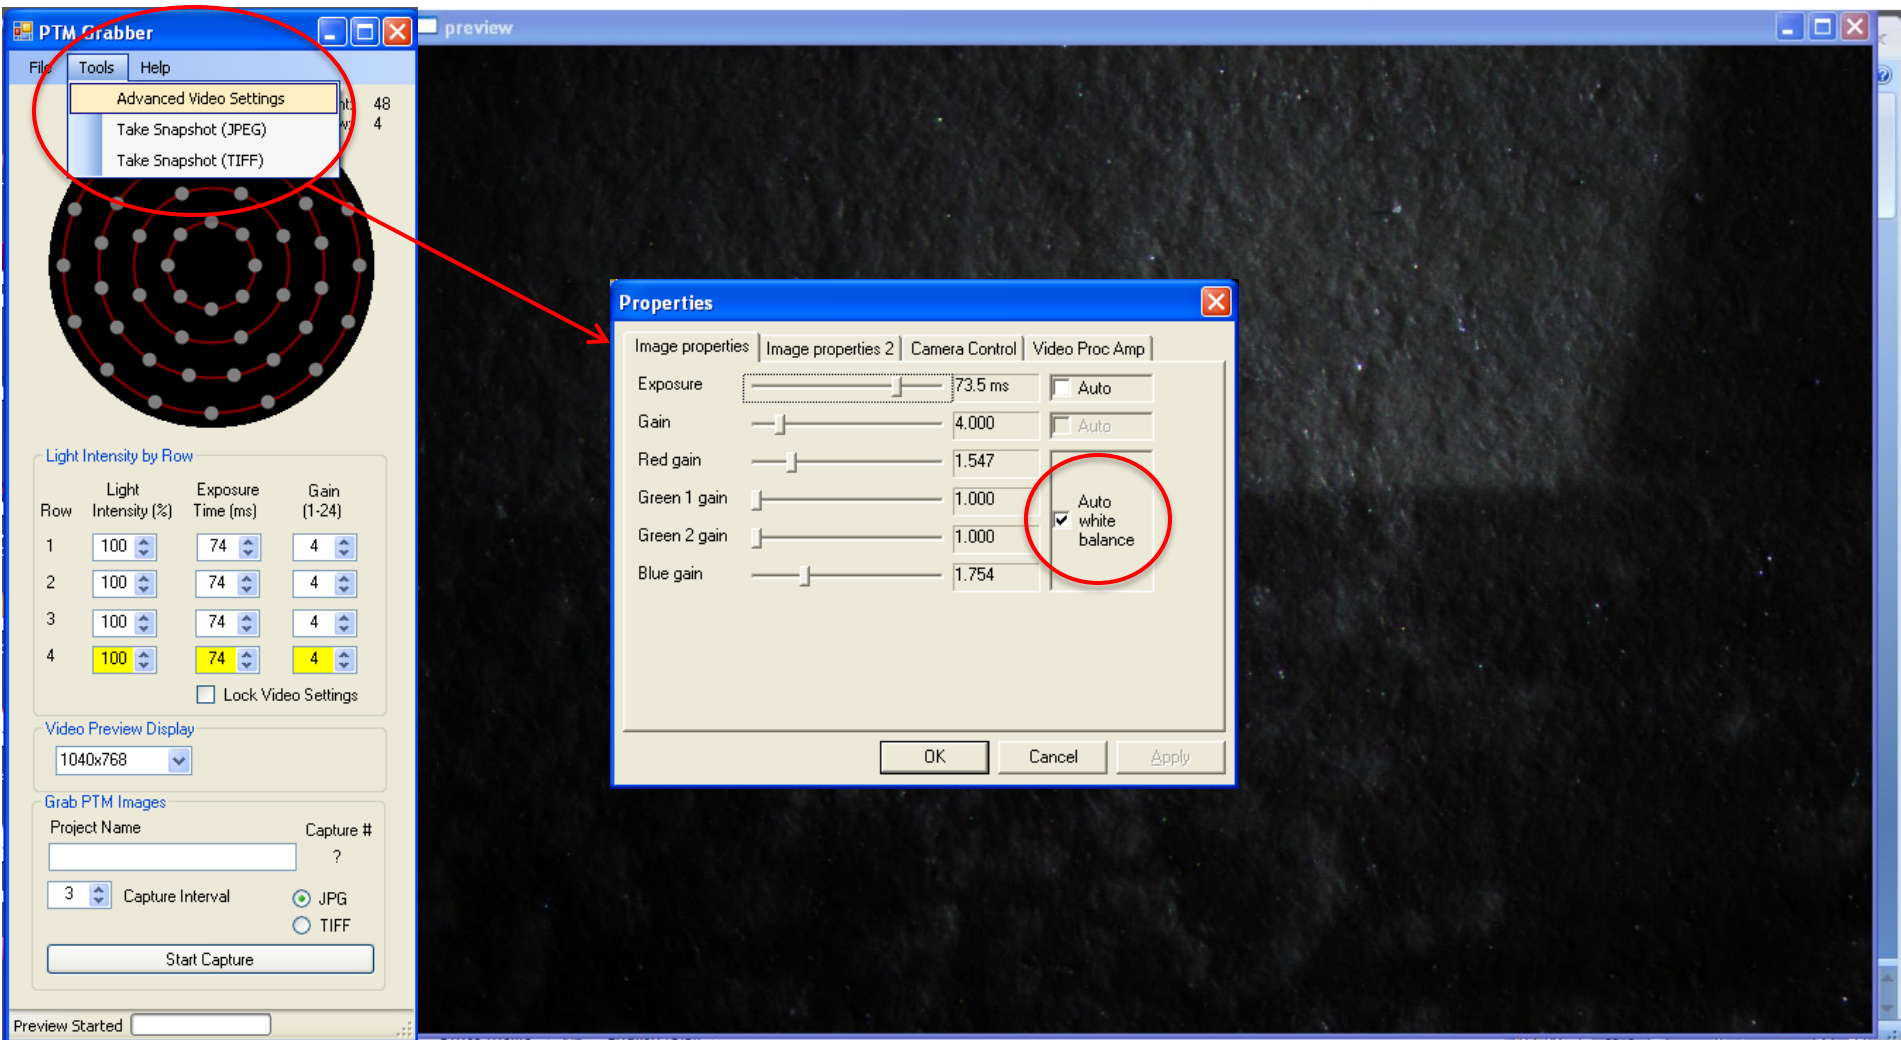 PTM Grabber
File Tools Help
Advanced Video Settings
Take Snapshot (JPEG)
Take Snapshot (TIFF)
48
4
Light Intensity by Row
Row Light Intensity (%) Exposure Time (ms) Gain (1-24)
1 100 74 4
2 100 74 4
3 100 74 4
4 100 74 4
Lock Video Settings
Video Preview Display
1040x768
Grab PTM Images
Project Name Capture #
?
3 Capture Interval JPG
TIFF
Start Capture
Preview Started
preview
Properties
Image properties Image properties 2 Camera Control Video Proc Amp
Exposure 73.5 ms Auto
Gain 4.000 Auto
Red gain 1.547
Green 1 gain 1.000
Green 2 gain 1.000
Blue gain 1.754
Auto
white
balance
OK Cancel Apply